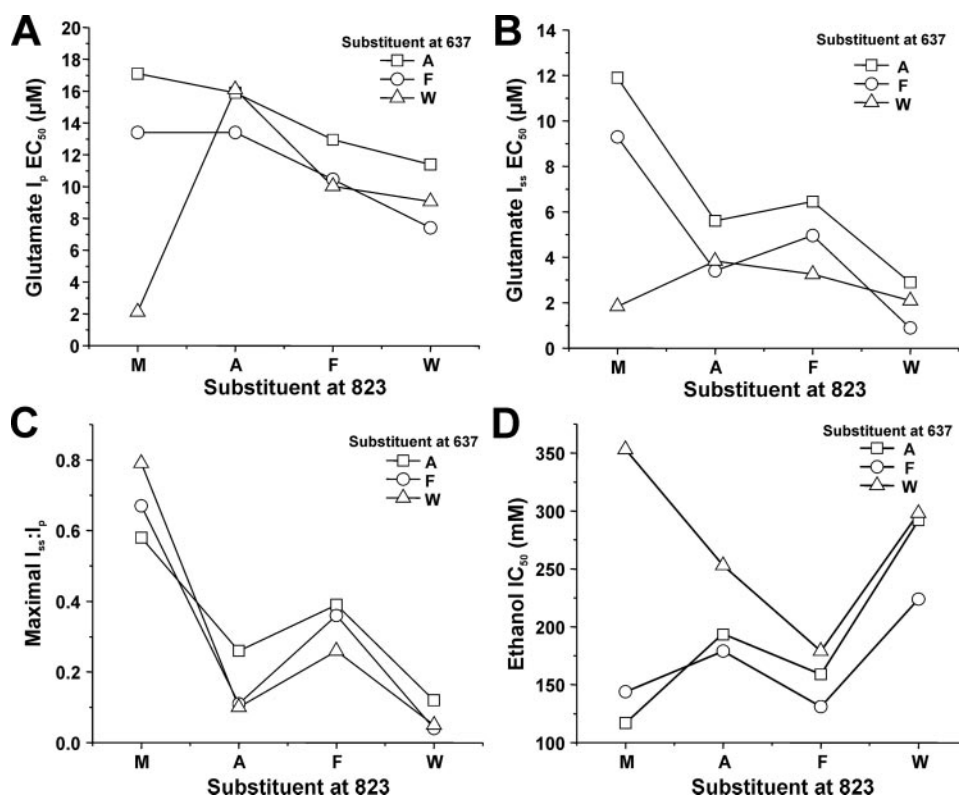 A
Glutamate Ip EC50 (µM)
20
18
16
14
12
10
8
6
4
2
0
Substituent at 637
A
F
W
M A F W
Substituent at 823
B
Glutamate Iss EC50 (µM)
14
12
10
8
6
4
2
0
Substituent at 637
A
F
W
M A F W
Substituent at 823
C
Maximal Iss:Ip
0.8
0.6
0.4
0.2
0.0
Substituent at 637
A
F
W
M A F W
Substituent at 823
D
Ethanol IC50 (mM)
350
300
250
200
150
100
Substituent at 637
A
F
W
M A F W
Substituent at 823